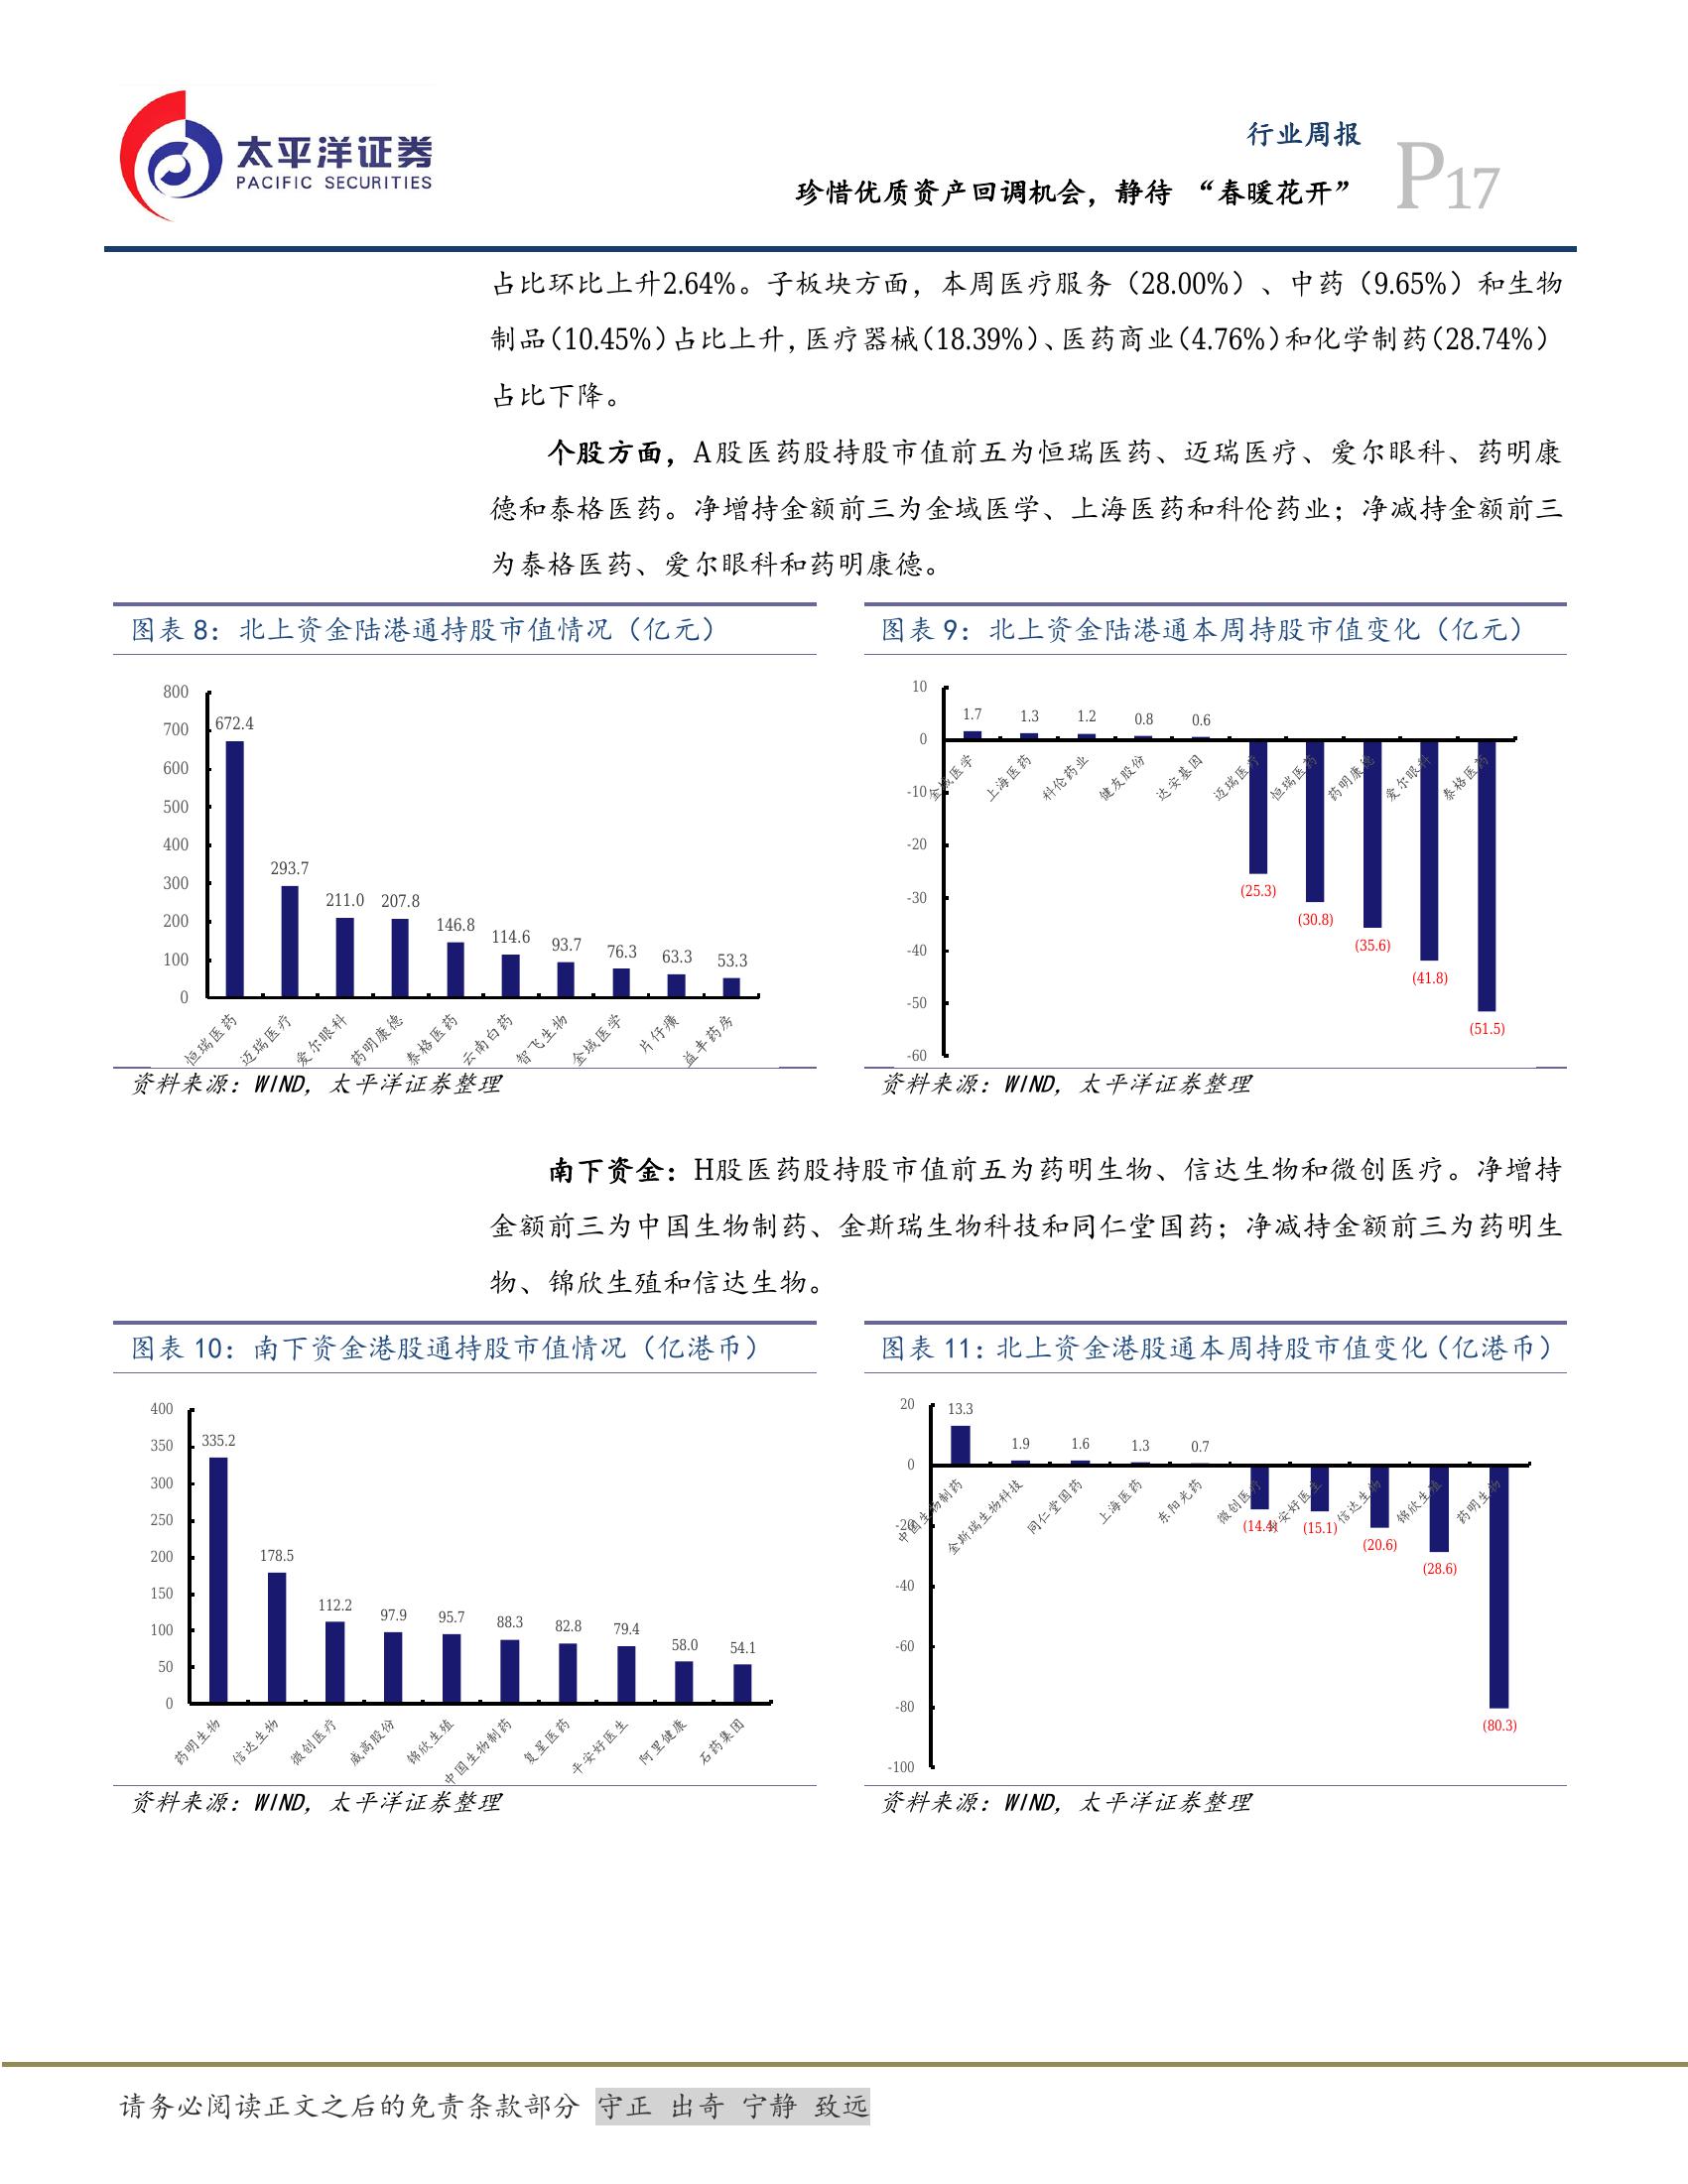 太平洋证券
PACIFIC SECURITIES
行业周报
珍惜优质资产回调机会，静待 “春暖花开”
P17
占比环比上升2.64%。子板块方面，本周医疗服务（28.00%）、中药（9.65%）和生物
制品（10.45%）占比上升，医疗器械（18.39%）、医药商业（4.76%）和化学制药（28.74%）
占比下降。
个股方面，A股医药股持股市值前五为恒瑞医药、迈瑞医疗、爱尔眼科、药明康
德和泰格医药。净增持金额前三为金域医学、上海医药和科伦药业；净减持金额前三
为泰格医药、爱尔眼科和药明康德。
图表 8：北上资金陆港通持股市值情况（亿元）
800
700
600
500
400
300
200
100
0
672.4
293.7
211.0
207.8
146.8
114.6
93.7
76.3
63.3
53.3
恒瑞医药
迈瑞医疗
爱尔眼科
药明康德
泰格医药
云南白药
智飞生物
金域医学
片仔癀
益丰药房
资料来源：WIND，太平洋证券整理
图表 9：北上资金陆港通本周持股市值变化（亿元）
10
0
-10
-20
-30
-40
-50
-60
1.7
1.3
1.2
0.8
0.6
(25.3)
(30.8)
(35.6)
(41.8)
(51.5)
金域医学
上海医药
科伦药业
健友股份
达安基因
迈瑞医疗
恒瑞医药
药明康德
爱尔眼科
泰格医药
资料来源：WIND，太平洋证券整理
南下资金：H股医药股持股市值前五为药明生物、信达生物和微创医疗。净增持
金额前三为中国生物制药、金斯瑞生物科技和同仁堂国药；净减持金额前三为药明生
物、锦欣生殖和信达生物。
图表 10：南下资金港股通持股市值情况（亿港币）
400
350
300
250
200
150
100
50
0
335.2
178.5
112.2
97.9
95.7
88.3
82.8
79.4
58.0
54.1
药明生物
信达生物
微创医疗
威高股份
锦欣生殖
中国生物制药
复星医药
平安好医生
阿里健康
石药集团
资料来源：WIND，太平洋证券整理
图表 11：北上资金港股通本周持股市值变化（亿港币）
20
0
-20
-40
-60
-80
-100
13.3
1.9
1.6
1.3
0.7
(14.4)
(15.1)
(20.6)
(28.6)
(80.3)
中国生物制药
金斯瑞生物科技
同仁堂国药
上海医药
东阳光药
微创医疗
平安好医生
信达生物
锦欣生殖
药明生物
资料来源：WIND，太平洋证券整理
请务必阅读正文之后的免责条款部分 守正 出奇 宁静 致远